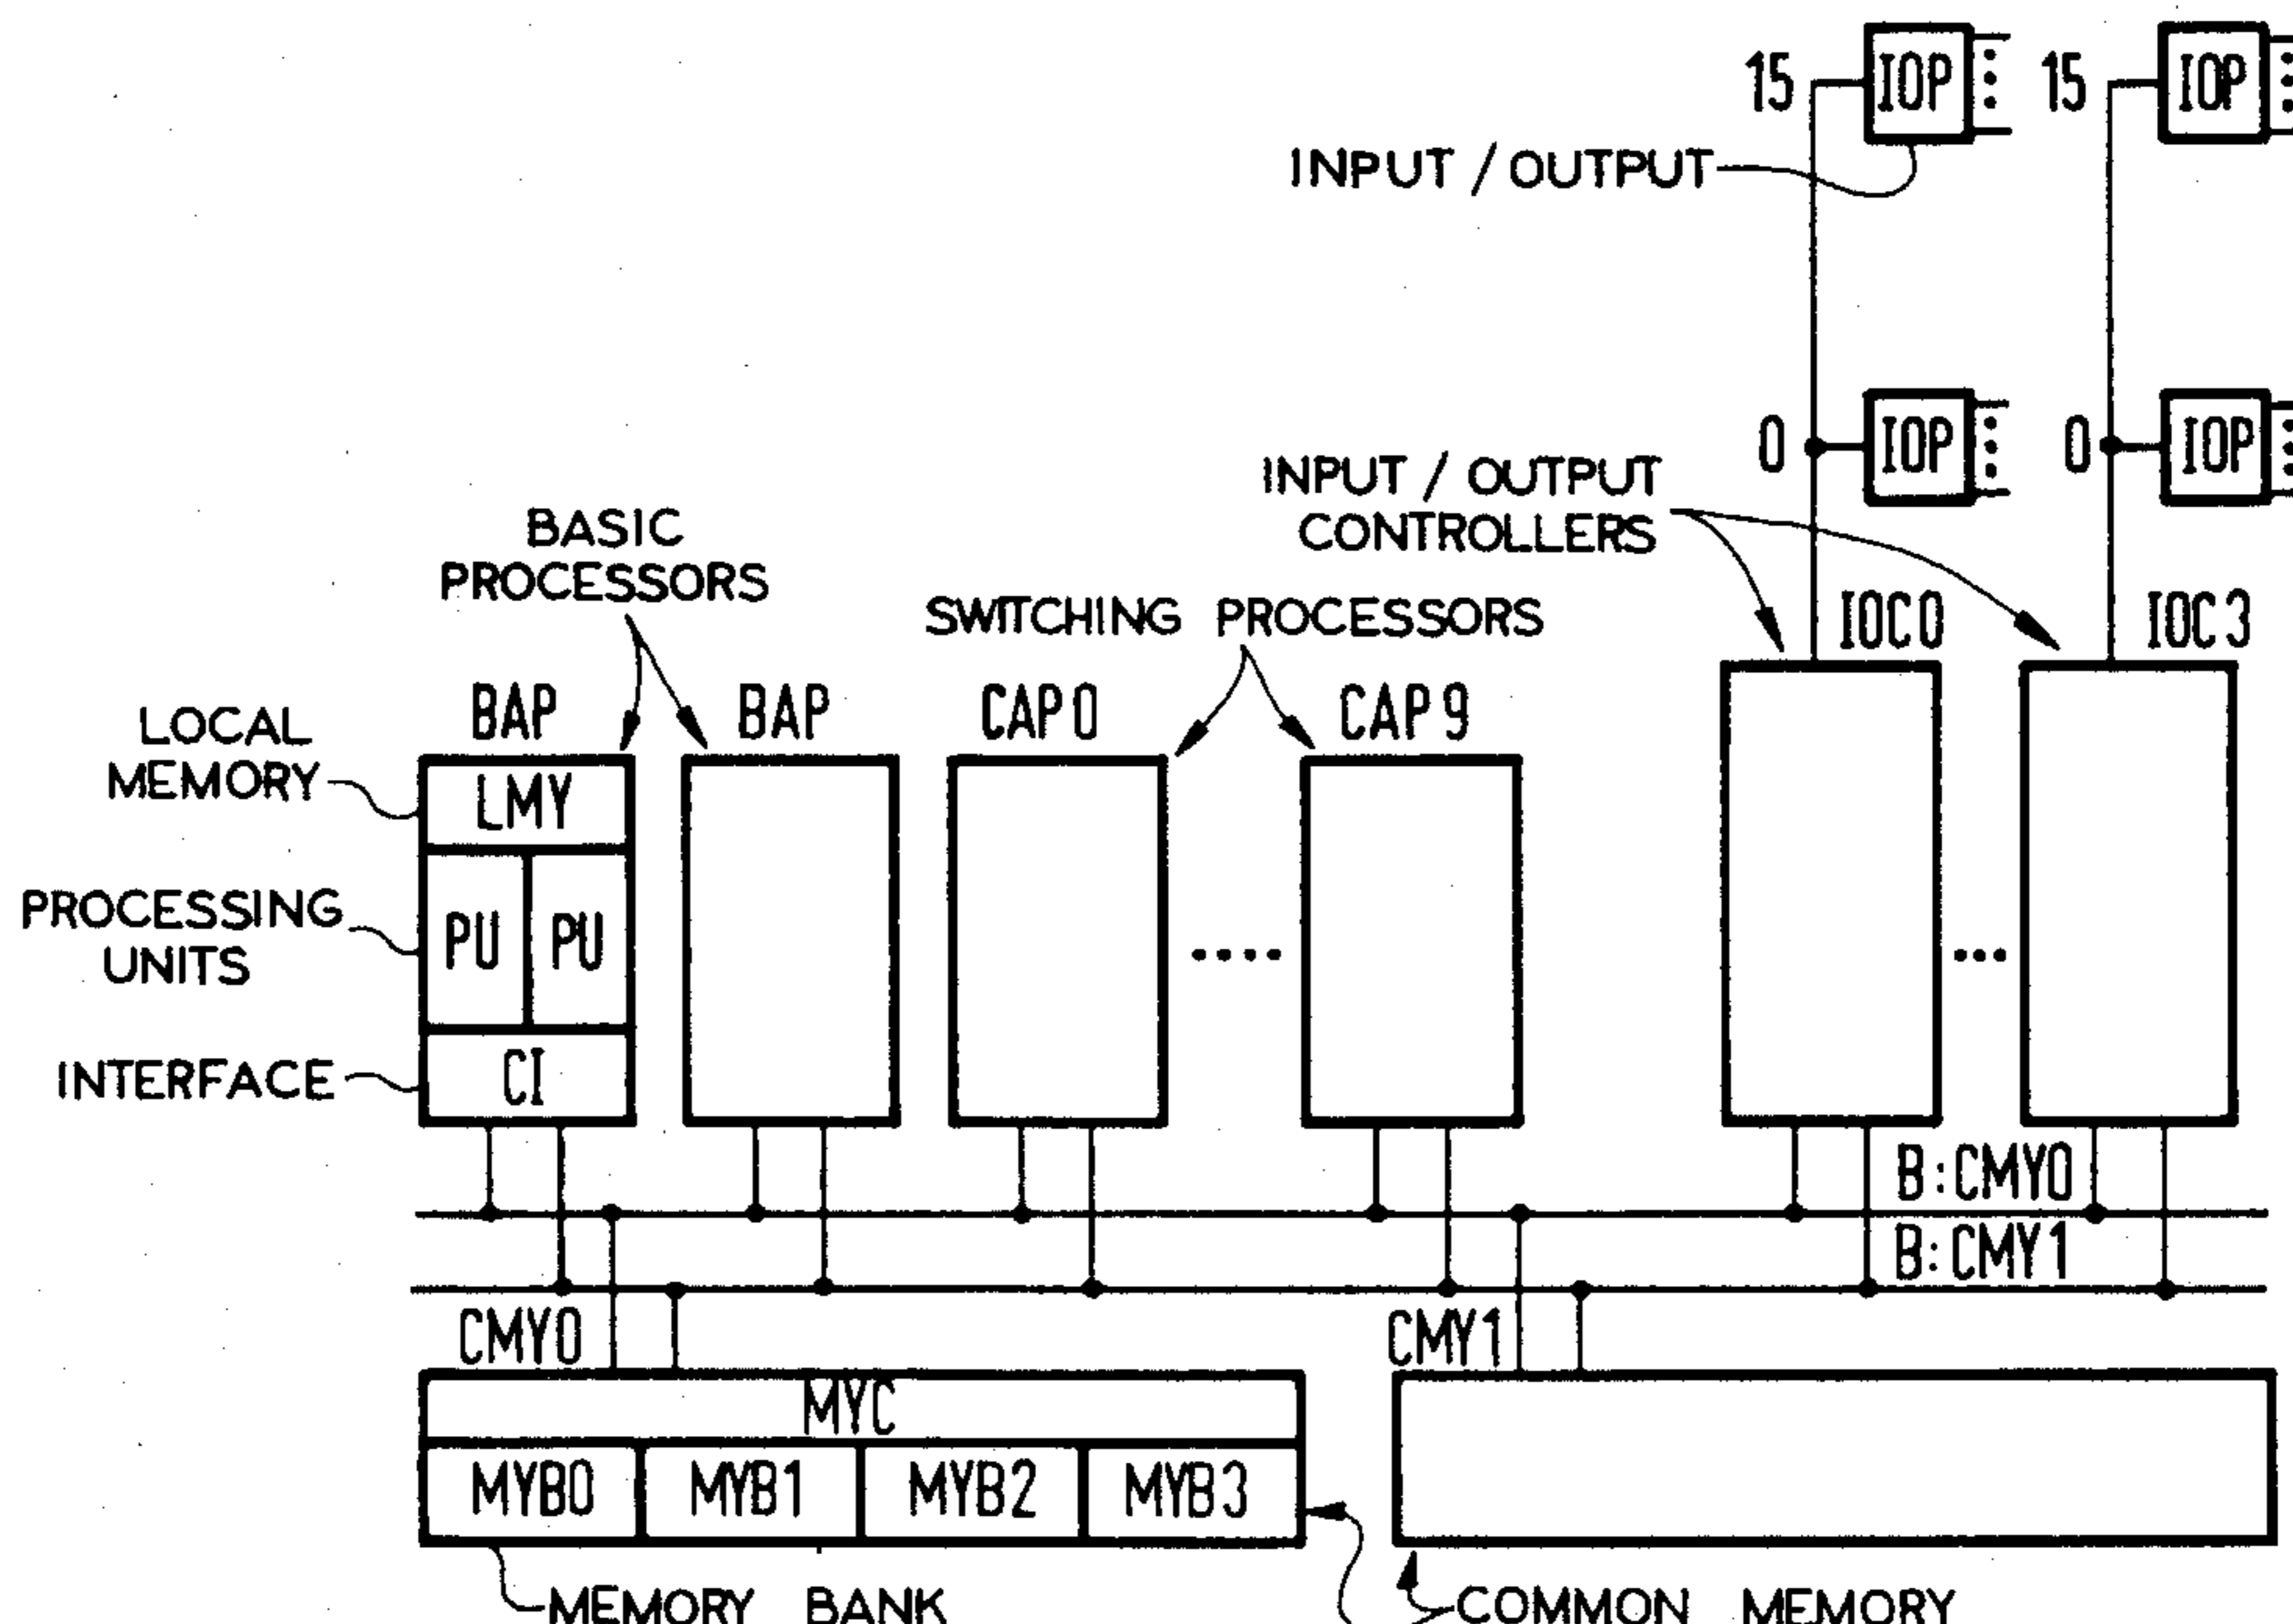 15 IOP 15 IOP
INPUT / OUTPUT
0 IOP 0 IOP
INPUT / OUTPUT
CONTROLLERS
BASIC
PROCESSORS
SWITCHING PROCESSORS
IOC0 IOC3
BAP BAP CAP0 CAP9
LOCAL
MEMORY
LMY
PROCESSING
UNITS
PU PU
INTERFACE
CI
B:CMY0
B:CMY1
CMY0 CMY1
MYC
MYB0 MYB1 MYB2 MYB3
MEMORY BANK
COMMON MEMORY